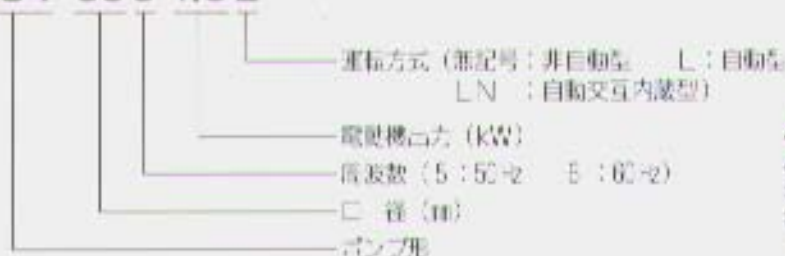 運転方式（無記号：非自動型　L：自動型
LN　：自動交互内蔵型）
電動機出力（kW）
周波数（5：50Hz　6：60Hz）
口　径（㎜）
ポンプ形